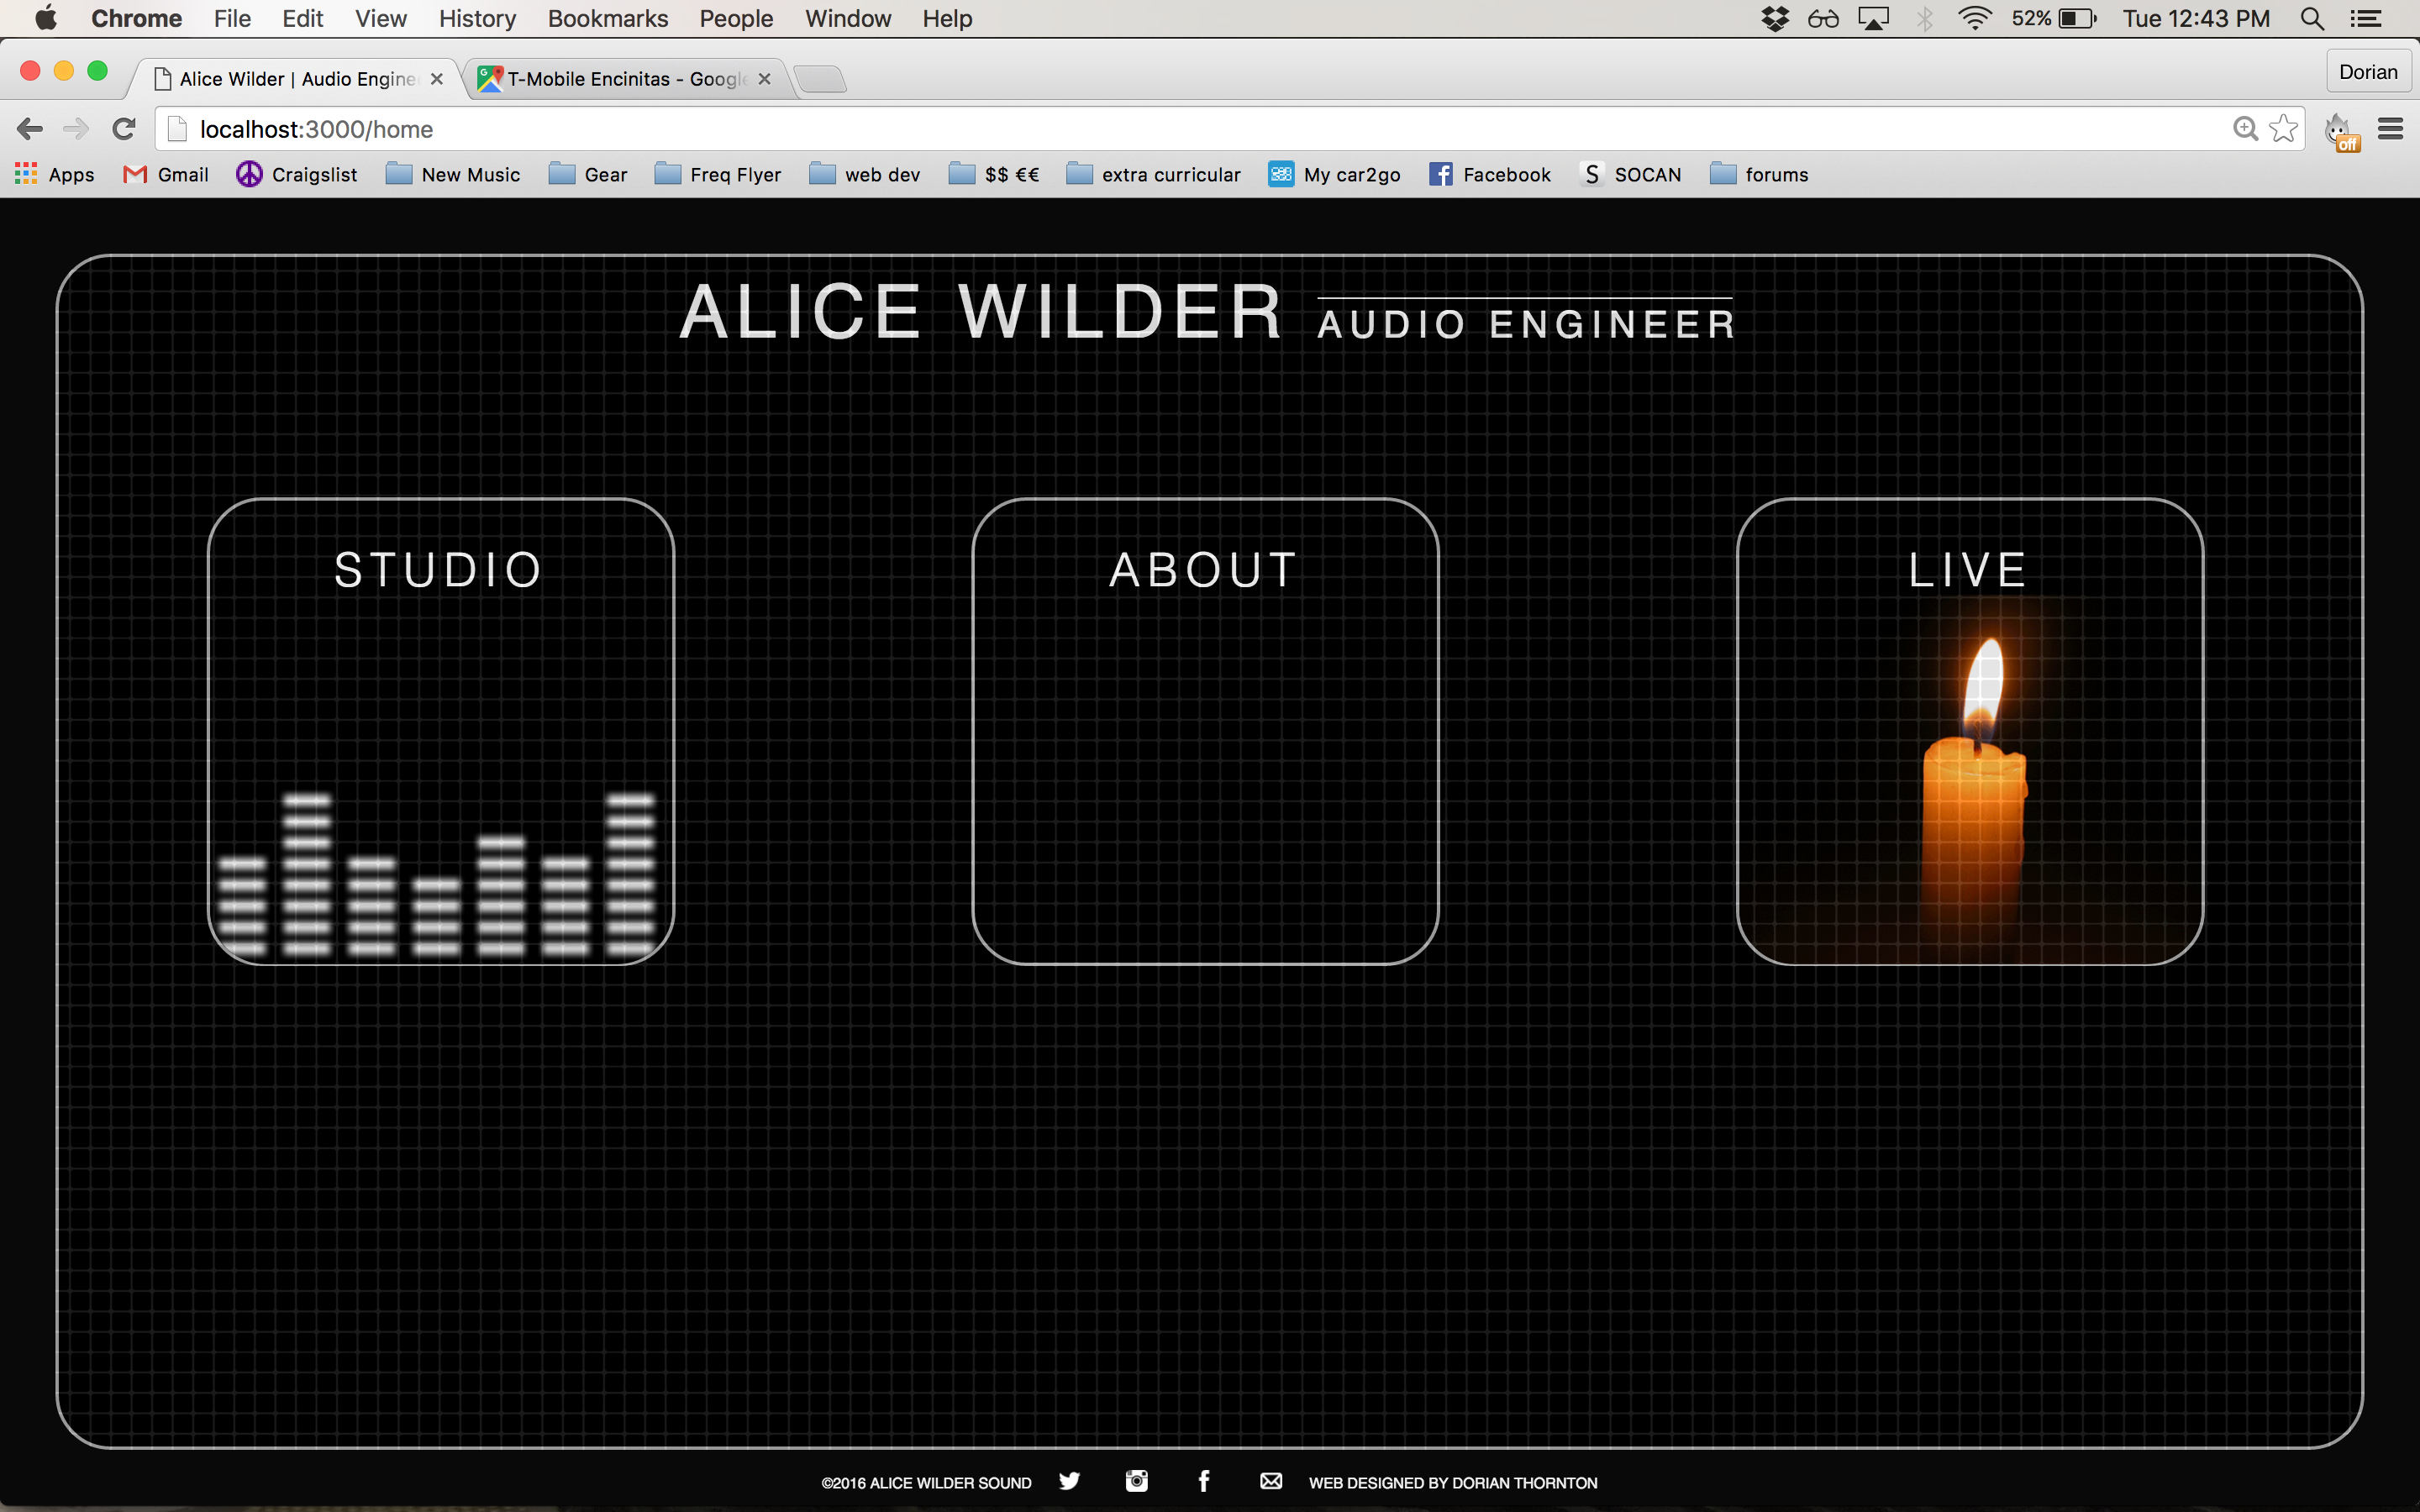 Chrome File Edit View History Bookmarks People Window Help 52% Tue 12:43 PM
Alice Wilder | Audio Engine T-Mobile Encinitas - Google Dorian
localhost:3000/home off
Apps Gmail Craigslist New Music Gear Freq Flyer web dev $$ €€ extra curricular My car2go Facebook S SOCAN forums
ALICE WILDER AUDIO ENGINEER
STUDIO ABOUT LIVE
©2016 ALICE WILDER SOUND WEB DESIGNED BY DORIAN THORNTON